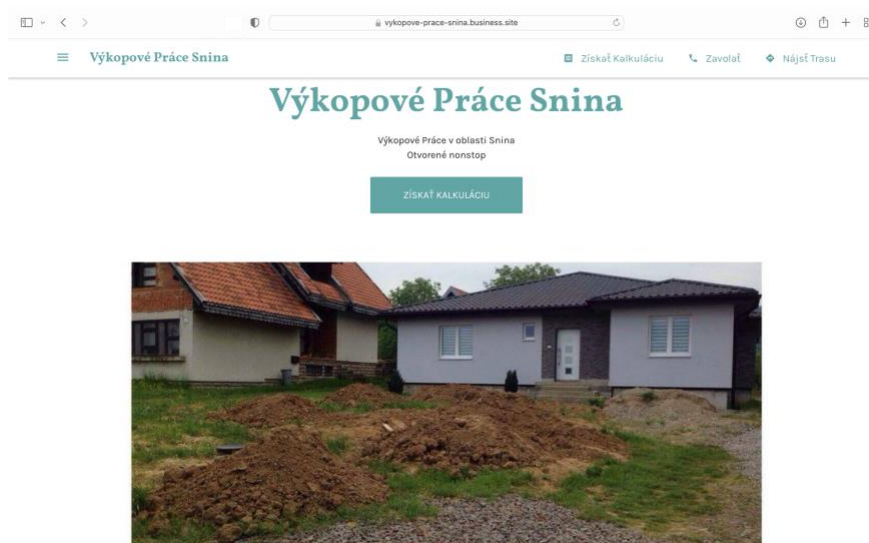 vykopove-prace-snina.business.site
Výkopové Práce Snina
Získať Kalkuláciu
Zavolať
Nájsť Trasu
Výkopové Práce Snina
Výkopové Práce v oblasti Snina
Otvorené nonstop
ZÍSKAŤ KALKULÁCIU